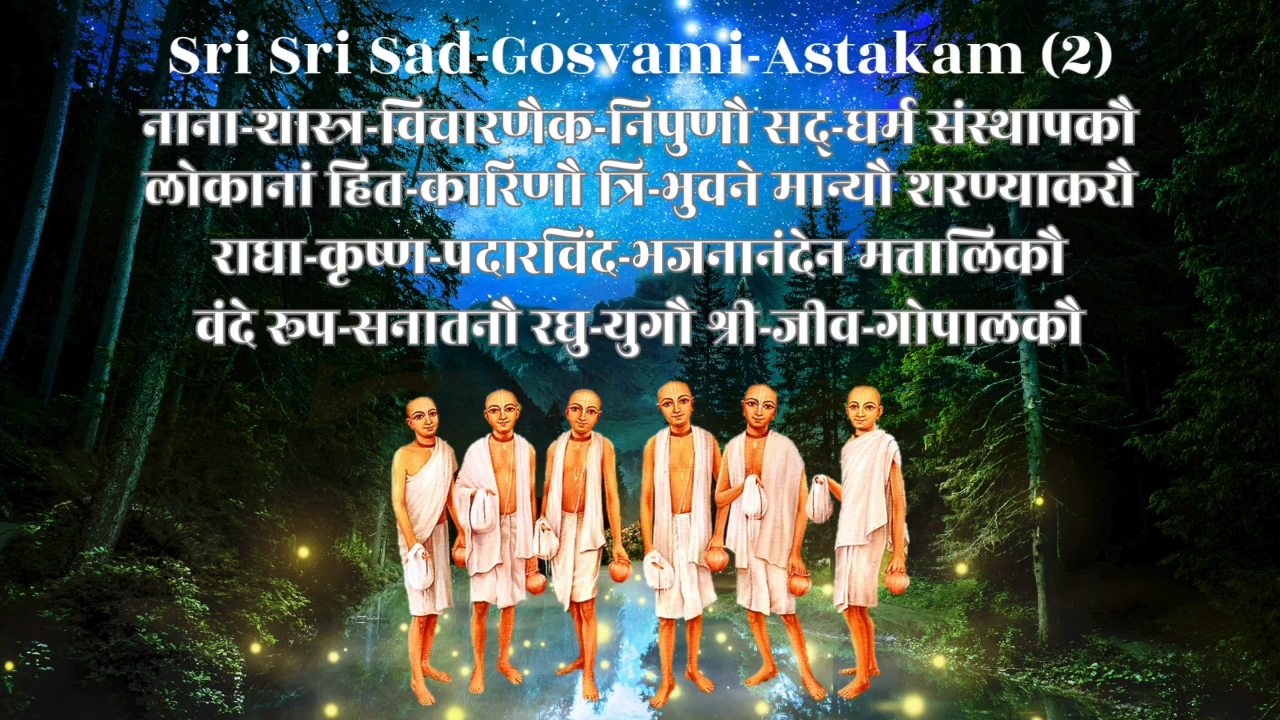 Sri Sri Sad-Gosvami-Astakam (2)
नाना-शास्त्र-विचारणैक-निपुणौ सद्-धर्म संस्थापकौ
लोकानां हित-कारिणौ त्रि-भुवने मान्यौ शरण्याकरौ
राधा-कृष्ण-पदारविंद-भजनानंदेन मत्तालिकौ
वंदे रूप-सनातनौ रघु-युगौ श्री-जीव-गोपालकौ